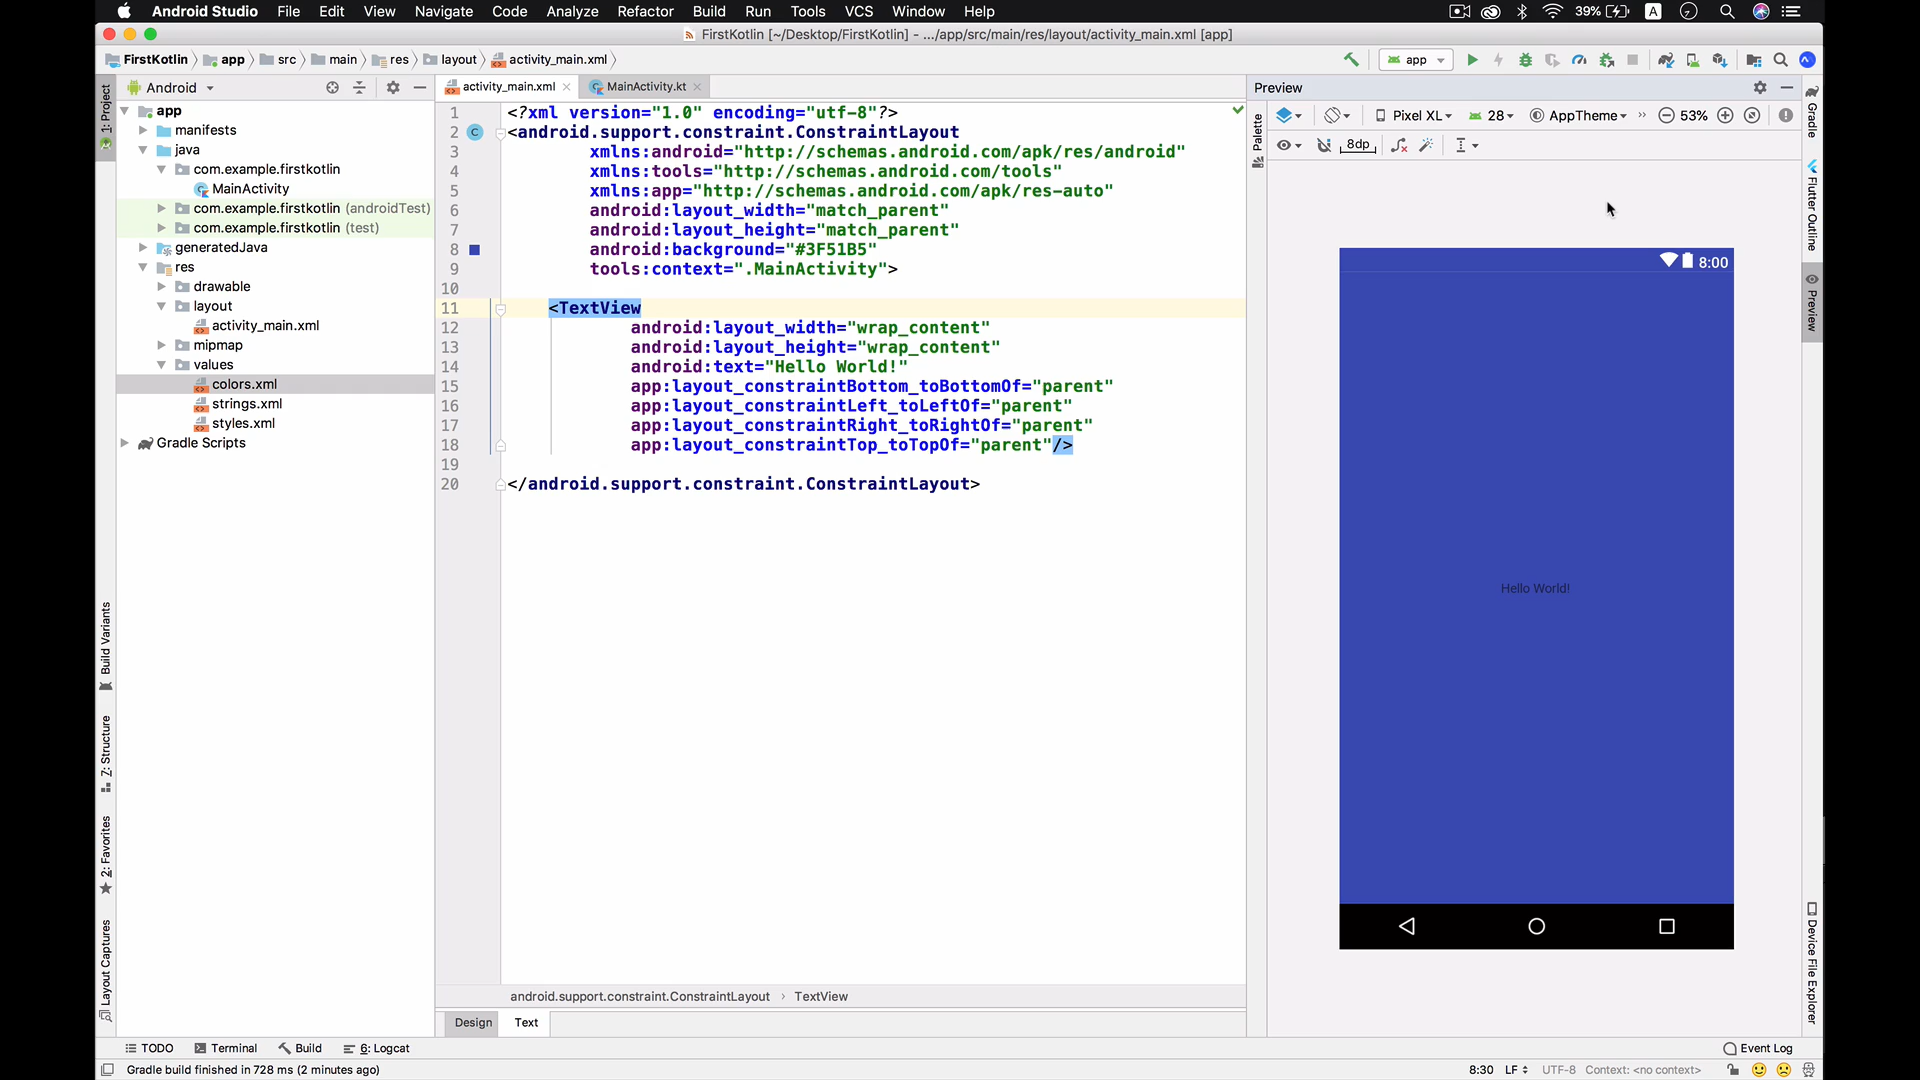 Android Studio File Edit View Navigate Code Analyze Refactor Build Run Tools VCS Window Help 39% A
FirstKotlin [~/Desktop/FirstKotlin] - .../app/src/main/res/layout/activity_main.xml [app]
FirstKotlin app src main res layout activity_main.xml app
1: Project
Android
activity_main.xml MainActivity.kt
Preview
app
manifests
java
com.example.firstkotlin
MainActivity
com.example.firstkotlin (androidTest)
com.example.firstkotlin (test)
generatedJava
res
drawable
layout
activity_main.xml
mipmap
values
colors.xml
strings.xml
styles.xml
Gradle Scripts
1 <?xml version="1.0" encoding="utf-8"?>
2 <android.support.constraint.ConstraintLayout
3 xmlns:android="http://schemas.android.com/apk/res/android"
4 xmlns:tools="http://schemas.android.com/tools"
5 xmlns:app="http://schemas.android.com/apk/res-auto"
6 android:layout_width="match_parent"
7 android:layout_height="match_parent"
8 android:background="#3F51B5"
9 tools:context=".MainActivity">
10
11 <TextView
12 android:layout_width="wrap_content"
13 android:layout_height="wrap_content"
14 android:text="Hello World!"
15 app:layout_constraintBottom_toBottomOf="parent"
16 app:layout_constraintLeft_toLeftOf="parent"
17 app:layout_constraintRight_toRightOf="parent"
18 app:layout_constraintTop_toTopOf="parent"/>
19
20 </android.support.constraint.ConstraintLayout>
C
Palette
Pixel XL 28 AppTheme 53%
8dp
8:00
Hello World!
Gradle
Flutter Outline
Preview
Device File Explorer
Build Variants
7: Structure
2: Favorites
Layout Captures
android.support.constraint.ConstraintLayout › TextView
Design Text
TODO Terminal Build 6: Logcat Event Log
Gradle build finished in 728 ms (2 minutes ago) 8:30 LF UTF-8 Context: <no context>